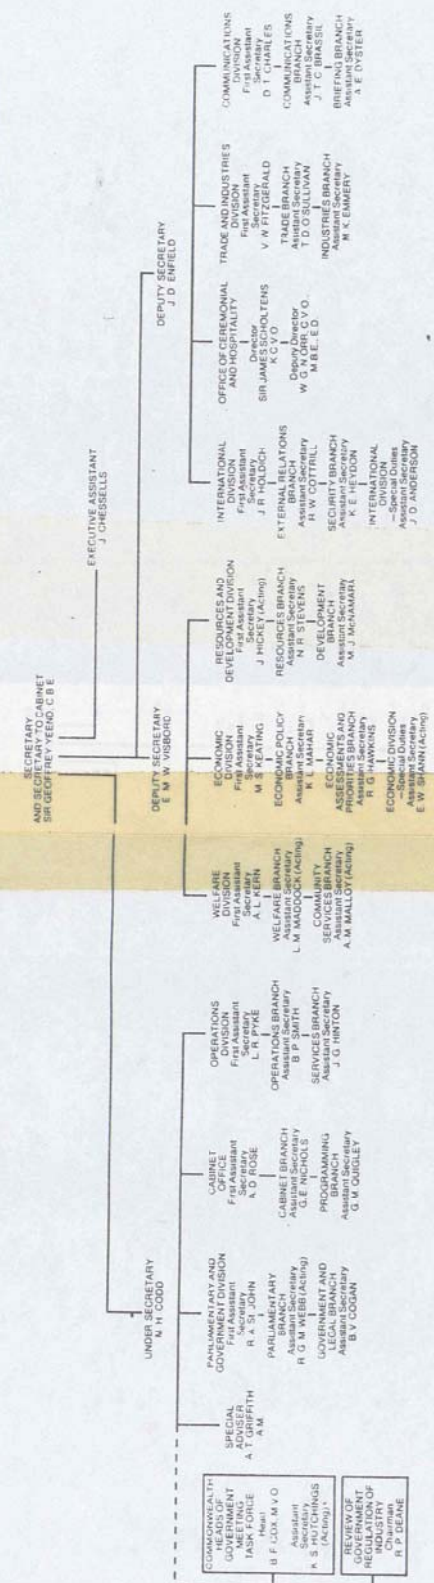 SECRETARY
AND SECRETARY TO CABINET
SIR GEOFFREY YEEND, C B E
EXECUTIVE ASSISTANT
J CHESSELLS
UNDER SECRETARY
N H CODD
DEPUTY SECRETARY
E M W VISBORD
DEPUTY SECRETARY
J D ENFIELD
COMMONWEALTH
HEADS OF
GOVERNMENT
MEETING
TASK FORCE
Head
B F COX, M V O
Assistant
Secretary
K S HUTCHINGS
(Acting)*
REVIEW OF
GOVERNMENT
REGULATION OF
INDUSTRY
Chairman
R P DEANE
SPECIAL
ADVISER
A T GRIFFITH
A M
PARLIAMENTARY AND
GOVERNMENT DIVISION
First Assistant
Secretary
R A ST JOHN
PARLIAMENTARY
BRANCH
Assistant Secretary
R G M WEBB (Acting)
GOVERNMENT AND
LEGAL BRANCH
Assistant Secretary
B V COGAN
CABINET
OFFICE
First Assistant
Secretary
A D ROSE
CABINET BRANCH
Assistant Secretary
G E NICHOLS
PROGRAMMING
BRANCH
Assistant Secretary
G M QUIGLEY
OPERATIONS
DIVISION
First Assistant
Secretary
L R PYKE
OPERATIONS BRANCH
Assistant Secretary
B P SMITH
SERVICES BRANCH
Assistant Secretary
J G HINTON
WELFARE
DIVISION
First Assistant
Secretary
A L KERN
WELFARE BRANCH
Assistant Secretary
L M MADDOCK (Acting)
COMMUNITY
SERVICES BRANCH
Assistant Secretary
A M MALLOY (Acting)
ECONOMIC
DIVISION
First Assistant
Secretary
M S KEATING
ECONOMIC POLICY
BRANCH
Assistant Secretary
K L MAHAR
ECONOMIC
ASSESSMENTS AND
PRIORITIES BRANCH
Assistant Secretary
R G HAWKINS
ECONOMIC DIVISION
—Special Duties
Assistant Secretary
E W SHANN (Acting)
RESOURCES AND
DEVELOPMENT DIVISION
First Assistant
Secretary
J HICKEY (Acting)
RESOURCES BRANCH
Assistant Secretary
N R STEVENS
DEVELOPMENT
BRANCH
Assistant Secretary
M J McNAMARA
INTERNATIONAL
DIVISION
First Assistant
Secretary
J R HOLDICH
EXTERNAL RELATIONS
BRANCH
Assistant Secretary
R W COTTRILL
SECURITY BRANCH
Assistant Secretary
K E HEYDON
INTERNATIONAL
DIVISION
—Special Duties
Assistant Secretary
J D ANDERSON
OFFICE OF CEREMONIAL
AND HOSPITALITY
Director
SIR JAMES SCHOLTENS
K C V O
Deputy Director
W G N ORR, C V O,
M B E, E D
TRADE AND INDUSTRIES
DIVISION
First Assistant
Secretary
V W FITZGERALD
TRADE BRANCH
Assistant Secretary
T D O'SULLIVAN
INDUSTRIES BRANCH
Assistant Secretary
M K EMMERY
COMMUNICATIONS
DIVISION
First Assistant
Secretary
D T CHARLES
COMMUNICATIONS
BRANCH
Assistant Secretary
J T C BRASSIL
BRIEFING BRANCH
Assistant Secretary
A E DYSTER